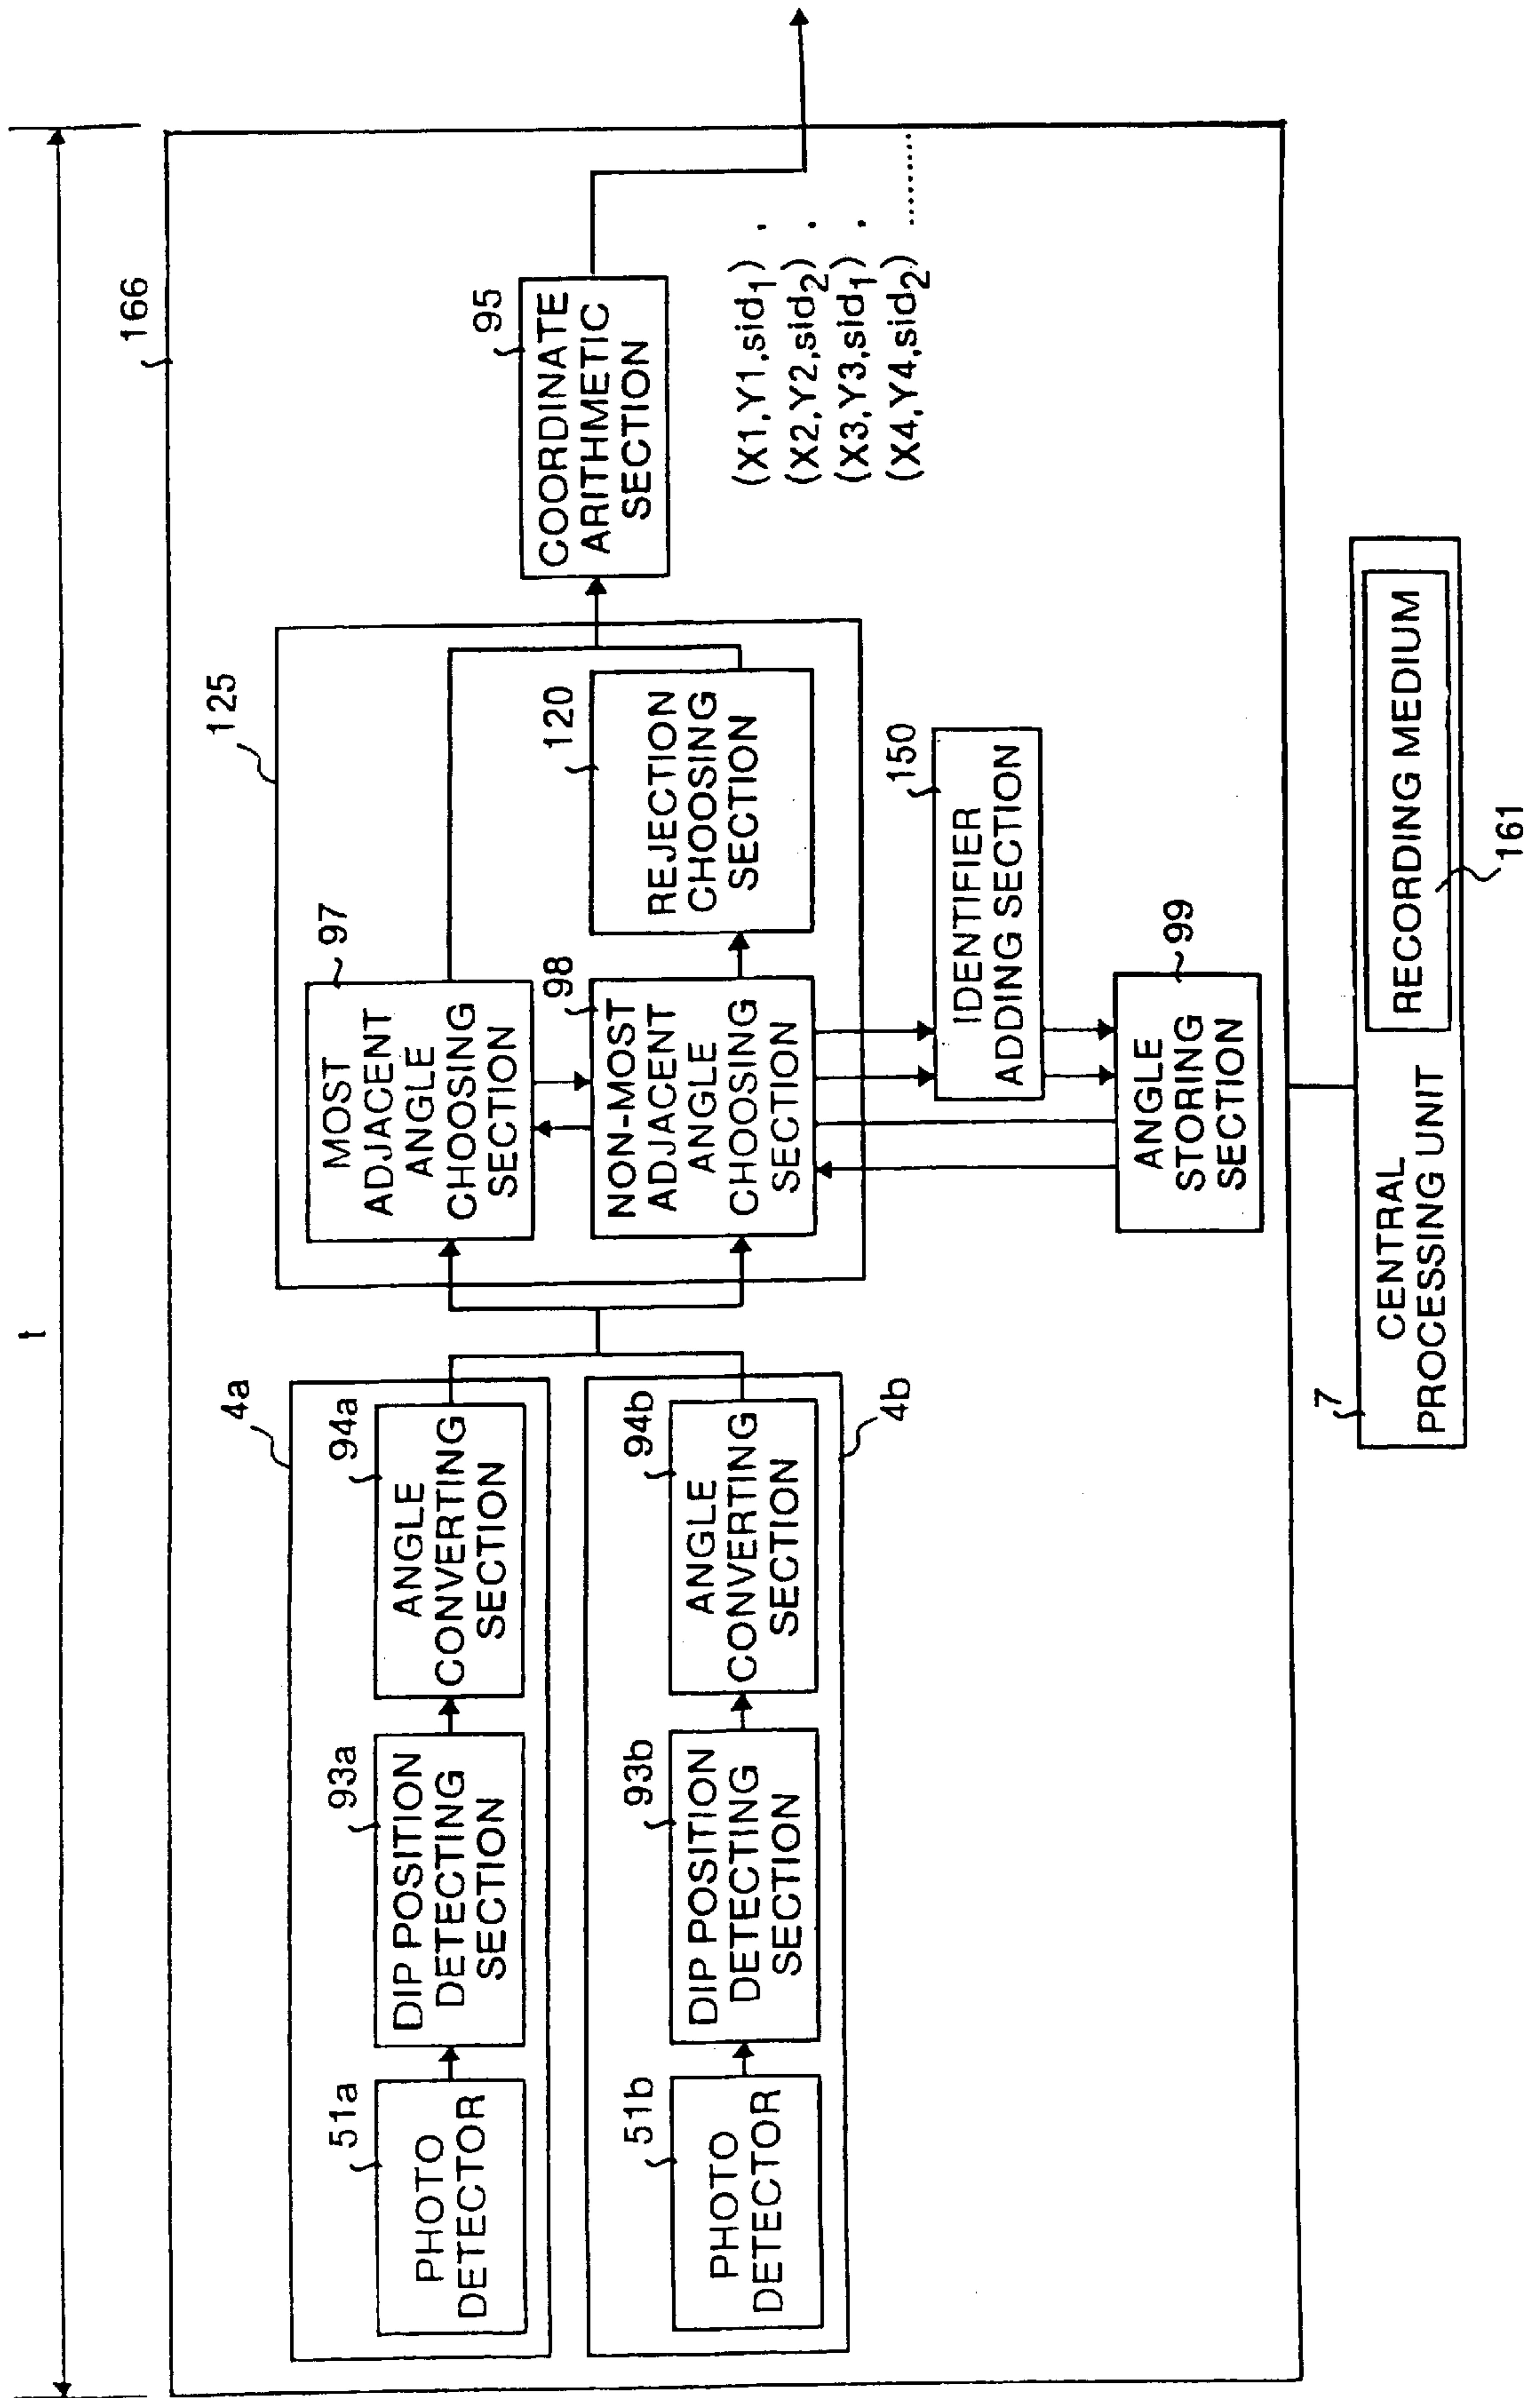 t
166
4a
51a
PHOTO
DETECTOR
93a
DIP POSITION
DETECTING
SECTION
94a
ANGLE
CONVERTING
SECTION
4b
51b
PHOTO
DETECTOR
93b
DIP POSITION
DETECTING
SECTION
94b
ANGLE
CONVERTING
SECTION
125
97
MOST
ADJACENT
ANGLE
CHOOSING
SECTION
98
NON-MOST
ADJACENT
ANGLE
CHOOSING
SECTION
120
REJECTION
CHOOSING
SECTION
150
IDENTIFIER
ADDING SECTION
99
ANGLE
STORING
SECTION
95
COORDINATE
ARITHMETIC
SECTION
(X1,Y1,sid1) .
(X2,Y2,sid2) .
(X3,Y3,sid1) .
(X4,Y4,sid2) ........
7
CENTRAL
PROCESSING UNIT
RECORDING MEDIUM
161